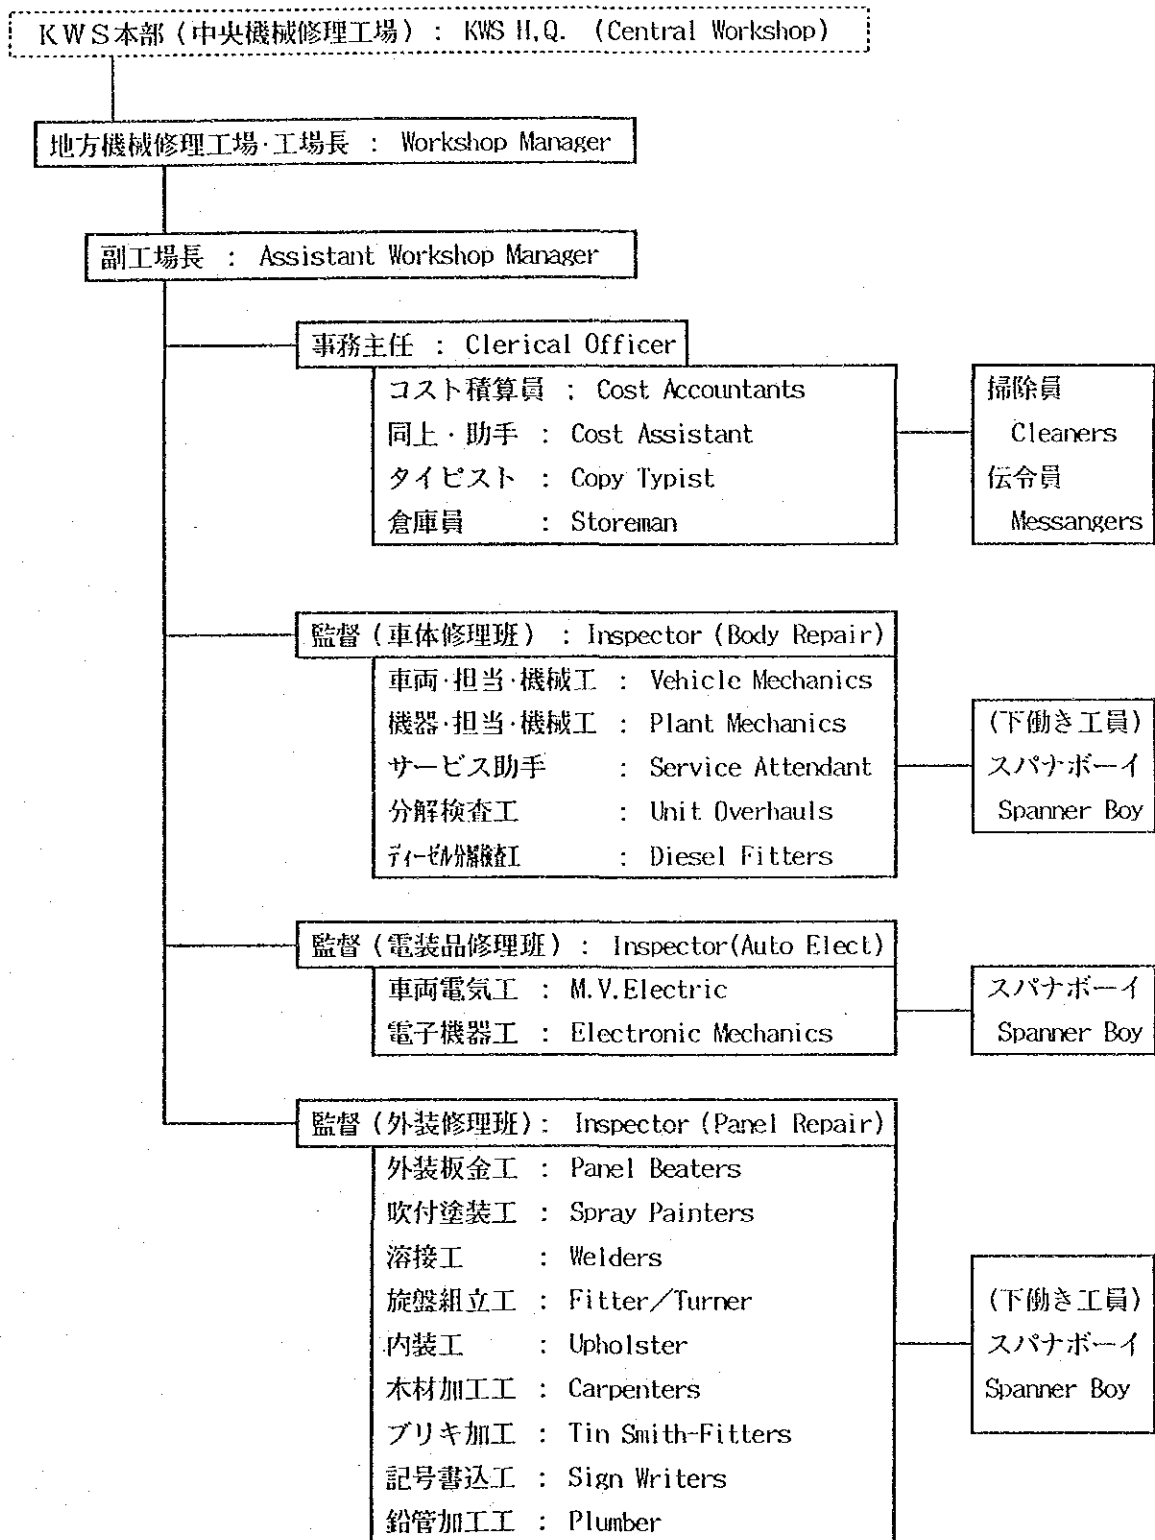 KWS本部（中央機械修理工場）: KWS H,Q. (Central Workshop)
地方機械修理工場·工場長 : Workshop Manager
副工場長 : Assistant Workshop Manager
事務主任 : Clerical Officer
コスト積算員 : Cost Accountants
同上・助手 : Cost Assistant
タイピスト : Copy Typist
倉庫員 : Storeman
掃除員
Cleaners
伝令員
Messangers
監督（車体修理班）: Inspector (Body Repair)
車両·担当·機械工 : Vehicle Mechanics
機器·担当·機械工 : Plant Mechanics
サービス助手 : Service Attendant
分解検査工 : Unit Overhauls
ディーゼル分解検査工 : Diesel Fitters
（下働き工員）
スパナボーイ
Spanner Boy
監督（電装品修理班）: Inspector(Auto Elect)
車両電気工 : M.V.Electric
電子機器工 : Electronic Mechanics
スパナボーイ
Spanner Boy
監督（外装修理班）: Inspector (Panel Repair)
外装板金工 : Panel Beaters
吹付塗装工 : Spray Painters
溶接工 : Welders
旋盤組立工 : Fitter／Turner
内装工 : Upholster
木材加工工 : Carpenters
ブリキ加工 : Tin Smith-Fitters
記号書込工 : Sign Writers
鉛管加工工 : Plumber
（下働き工員）
スパナボーイ
Spanner Boy